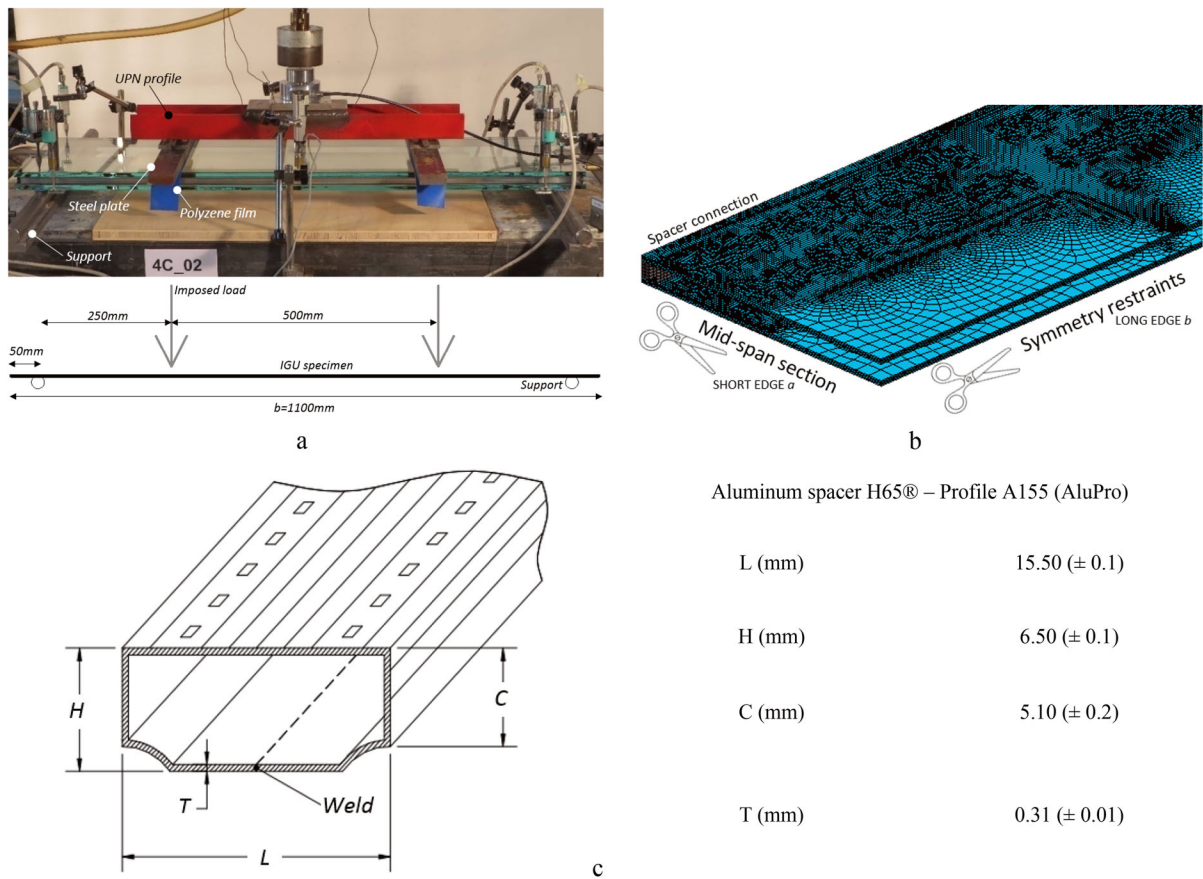 UPN profile
Steel plate
Polyzene film
Support
4C_02
Imposed load
250mm
500mm
50mm
IGU specimen
Support
b=1100mm
a
Spacer connection
Mid-span section
SHORT EDGE a
Symmetry restraints
LONG EDGE b
b
H
C
T
Weld
L
c
Aluminum spacer H65® – Profile A155 (AluPro)
L (mm) 15.50 (± 0.1)
H (mm) 6.50 (± 0.1)
C (mm) 5.10 (± 0.2)
T (mm) 0.31 (± 0.01)